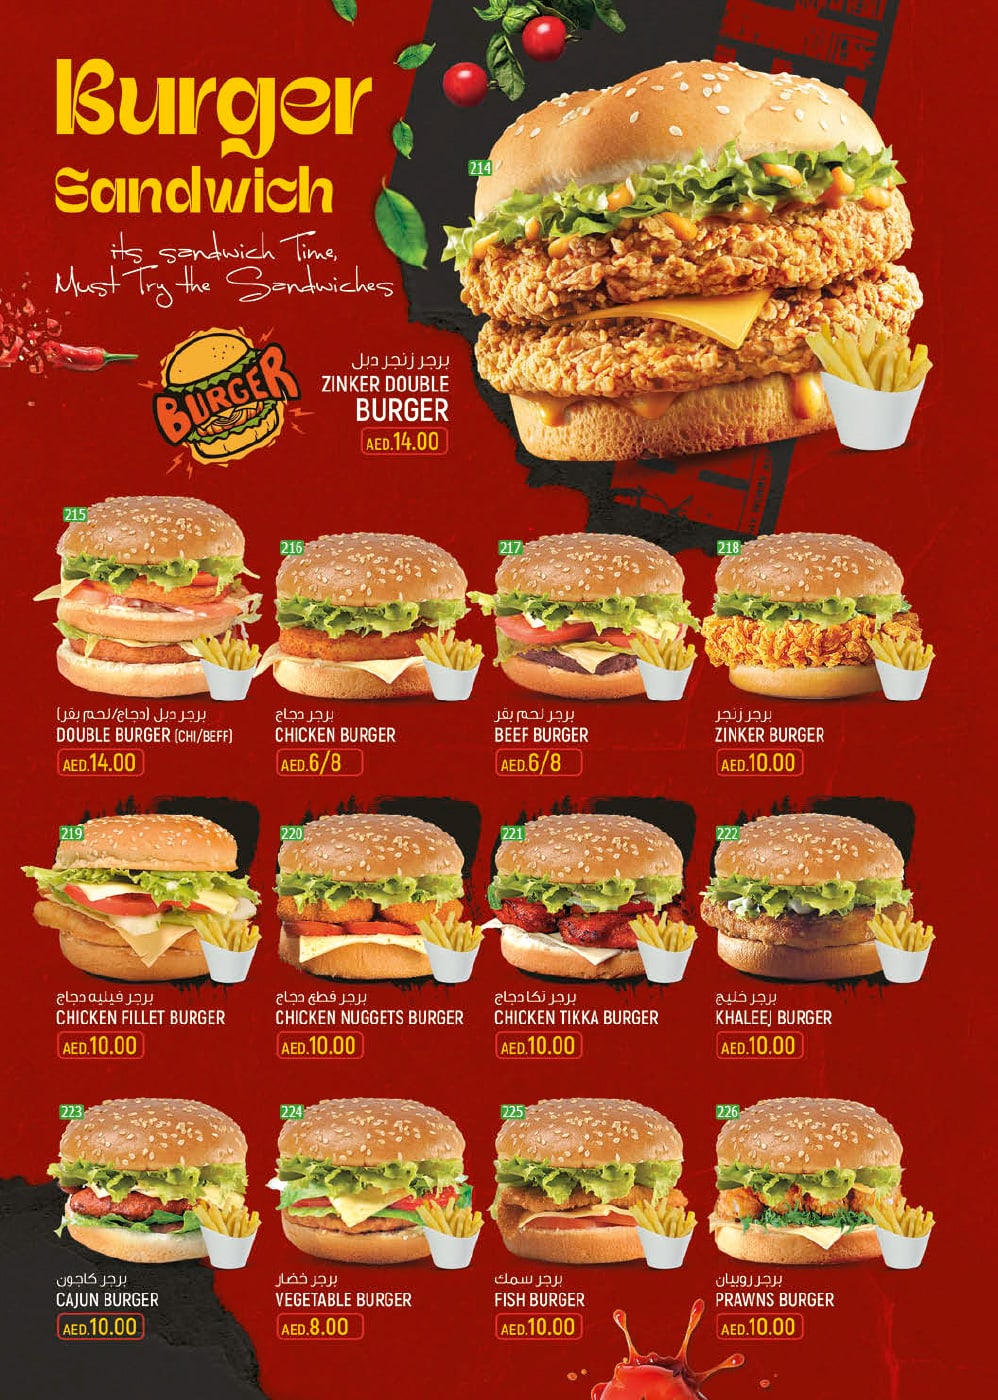 Burger
Sandwich
its sandwich Time,
Must Try the Sandwiches
BURGER
214
برجر زنجر دبل
ZINKER DOUBLE
BURGER
AED.14.00
215
برجر دبل (دجاج/لحم بقر)
DOUBLE BURGER (CHI/BEFF)
AED.14.00
216
برجر دجاج
CHICKEN BURGER
AED.6/8
217
برجر لحم بقر
BEEF BURGER
AED.6/8
218
برجر زنجر
ZINKER BURGER
AED.10.00
219
برجر فيليه دجاج
CHICKEN FILLET BURGER
AED.10.00
220
برجر قطع دجاج
CHICKEN NUGGETS BURGER
AED.10.00
221
برجر تكا دجاج
CHICKEN TIKKA BURGER
AED.10.00
222
برجر خليج
KHALEEJ BURGER
AED.10.00
223
برجر كاجون
CAJUN BURGER
AED.10.00
224
برجر خضار
VEGETABLE BURGER
AED.8.00
225
برجر سمك
FISH BURGER
AED.10.00
226
برجر روبيان
PRAWNS BURGER
AED.10.00